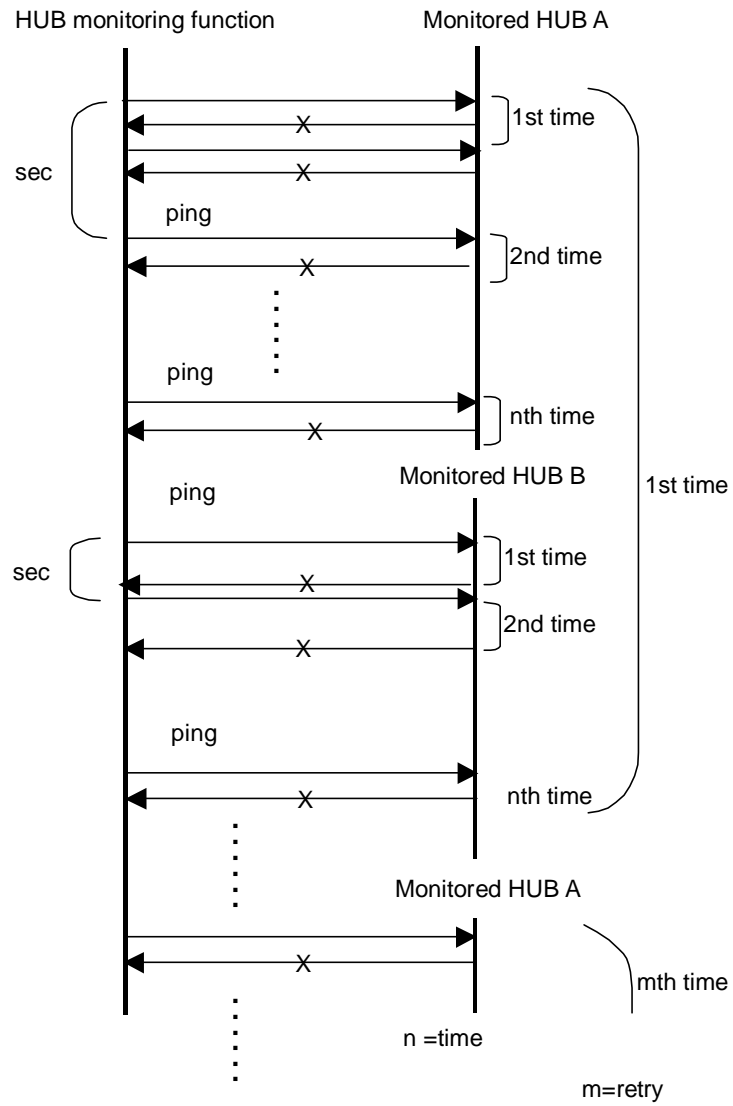 HUB monitoring function
Monitored HUB A
X
1st time
sec
X
ping
2nd time
X
ping
nth time
X
Monitored HUB B
1st time
ping
1st time
sec
X
2nd time
X
ping
nth time
X
Monitored HUB A
X
mth time
n =time
m=retry